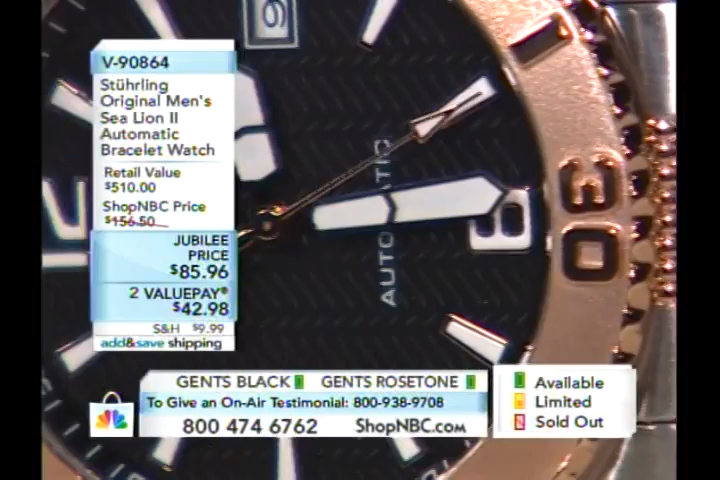 V-90864
Stührling
Original Men's
Sea Lion II
Automatic
Bracelet Watch
Retail Value
$510.00
ShopNBC Price
$156.50
JUBILEE
PRICE
$85.96
2 VALUEPAY®
$42.98
S&H $9.99
add&save shipping
AUTOMATIC
6
30
GENTS BLACK GENTS ROSETONE
To Give an On-Air Testimonial: 800-938-9708
800 474 6762 ShopNBC.com
Available
Limited
Sold Out